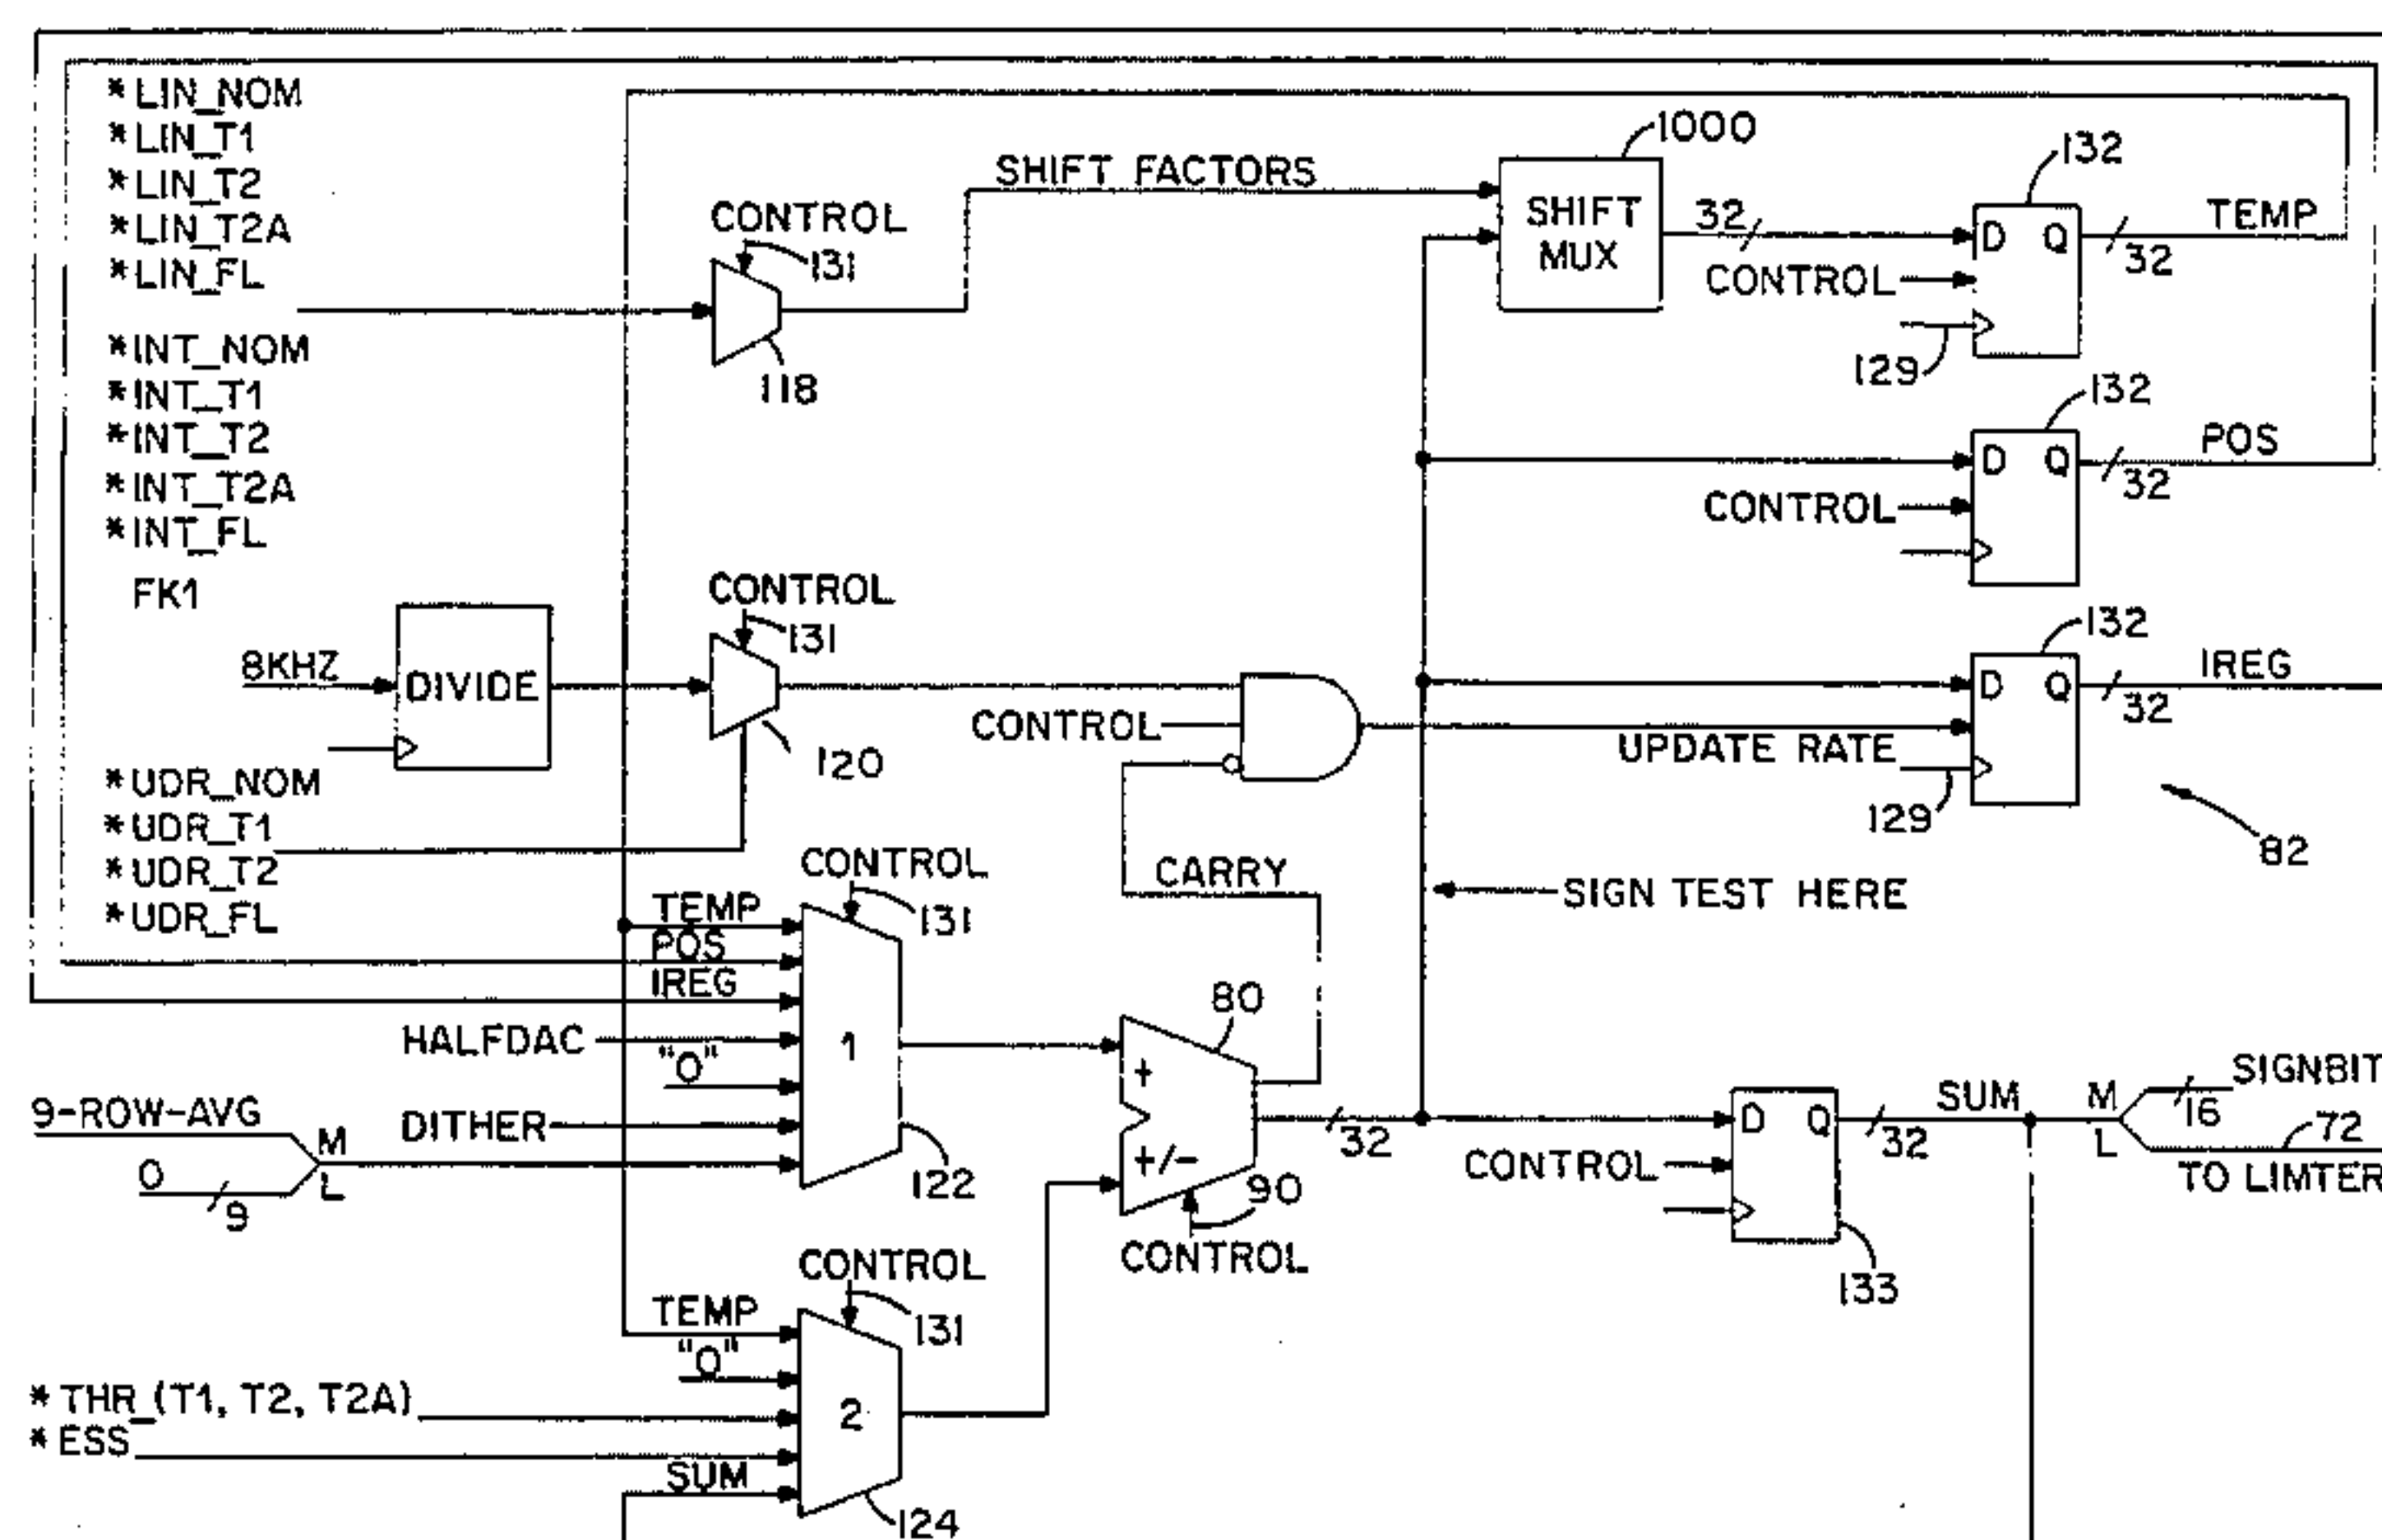 *LIN_NOM
*LIN_T1
*LIN_T2
*LIN_T2A
*LIN_FL
*INT_NOM
*INT_T1
*INT_T2
*INT_T2A
*INT_FL
FK1
CONTROL
131
118
SHIFT FACTORS
1000
SHIFT
MUX
32
132
D Q
TEMP
32
CONTROL
129
132
D Q
POS
32
CONTROL
8KHZ
DIVIDE
CONTROL
131
120
CONTROL
132
D Q
IREG
32
UPDATE RATE
129
82
*UDR_NOM
*UDR_T1
*UDR_T2
*UDR_FL
CARRY
SIGN TEST HERE
CONTROL
131
TEMP
POS
IREG
HALFDAC
"0"
DITHER
9-ROW-AVG
M
0
L
9
1
122
80
+
+/-
90
CONTROL
32
D Q
CONTROL
133
32
SUM
M
L
SIGNBIT
16
72
TO LIMTER
CONTROL
131
TEMP
"0"
* THR_(T1, T2, T2A)
* ESS
SUM
2
124